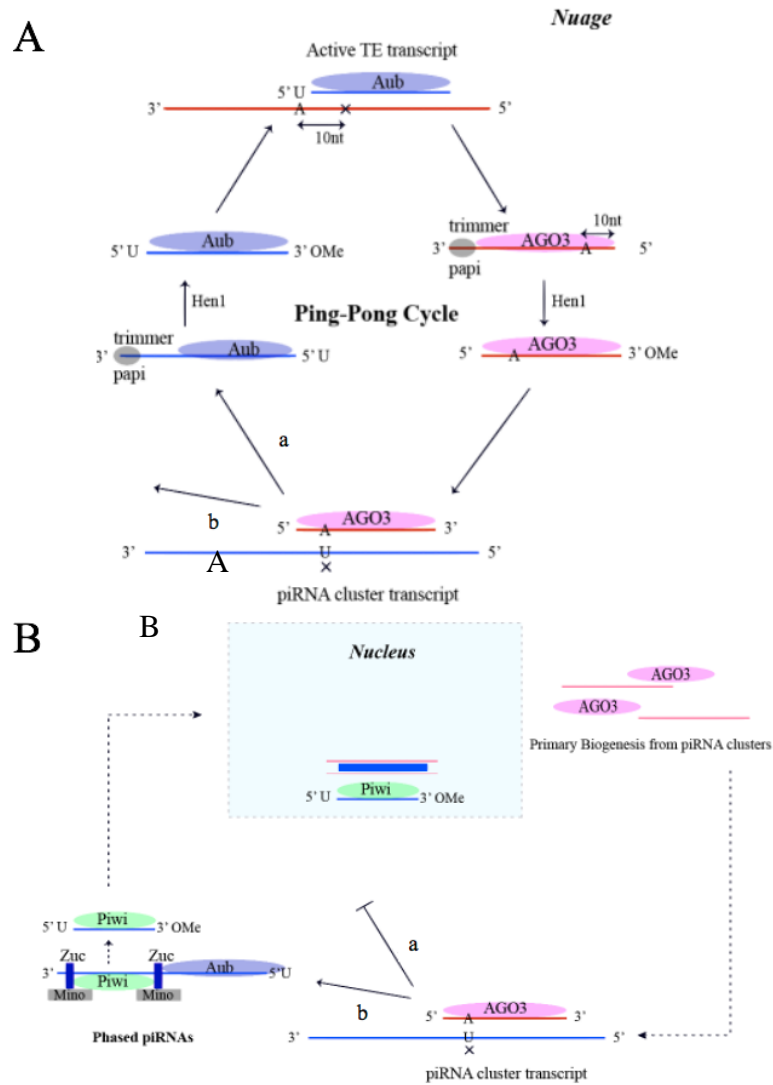 A
Nuage
Active TE transcript
Aub
5' U
3'
A
×
5'
10nt
Aub
5' U
3' OMe
trimmer
10nt
AGO3
3'
A
5'
papi
Hen1
Hen1
Ping-Pong Cycle
trimmer
3'
Aub
5' U
papi
AGO3
5'
A
3' OMe
a
b
AGO3
5'
A
3'
3'
U
5'
A
×
piRNA cluster transcript
B
B
Nucleus
AGO3
AGO3
Primary Biogenesis from piRNA clusters
Piwi
5' U
3' OMe
Piwi
5' U
3' OMe
Zuc
Zuc
3'
Aub
5'U
Piwi
Mino
Mino
Phased piRNAs
a
b
AGO3
5'
A
3'
3'
U
5'
×
piRNA cluster transcript